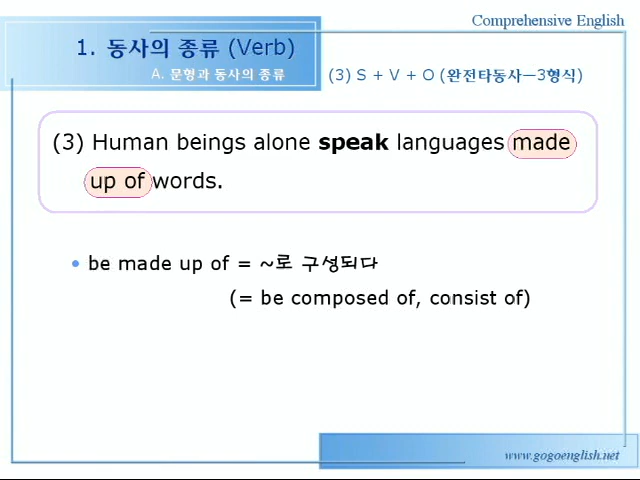 Comprehensive English
1. 동사의 종류 (Verb)
A. 문형과 동사의 종류
(3) S + V + O (완전타동사—3형식)
(3) Human beings alone speak languages made
up of words.
• be made up of = ~로 구성되다
(= be composed of, consist of)
www.gogoenglish.net